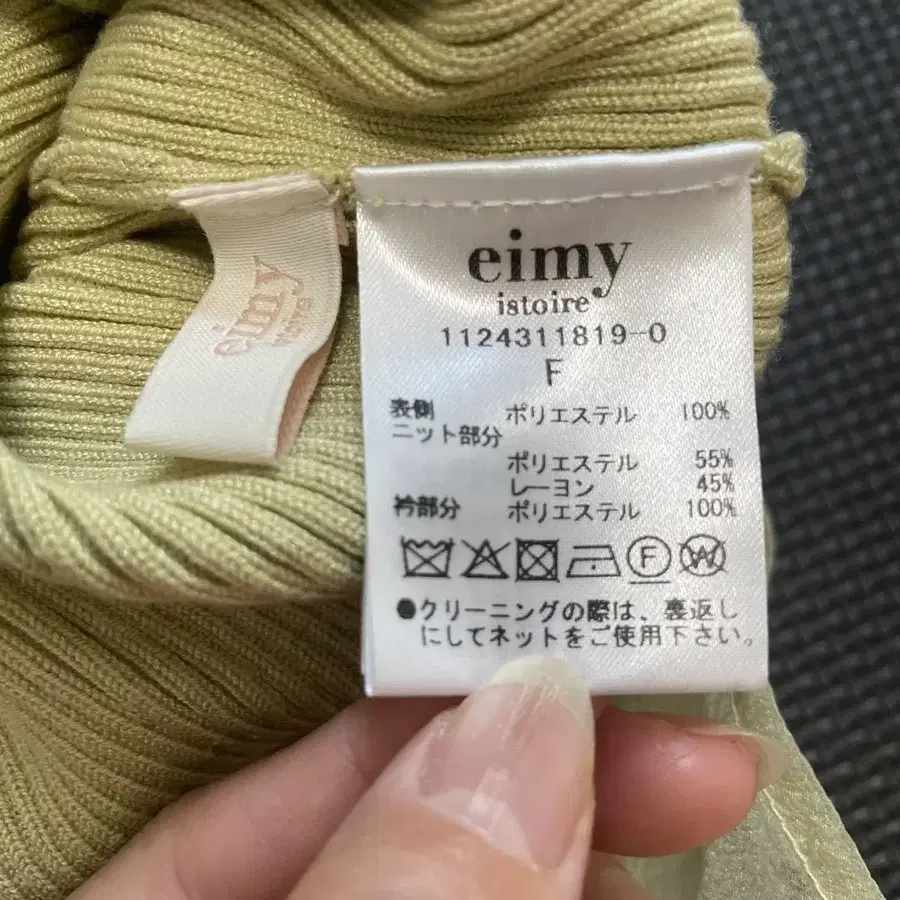 eimy
istoire
eimy
istoire
1124311819-0
F
表側 ポリエステル 100%
ニット部分
ポリエステル 55%
レーヨン 45%
衿部分 ポリエステル 100%
F W
●クリーニングの際は、裏返し
にしてネットをご使用下さい。